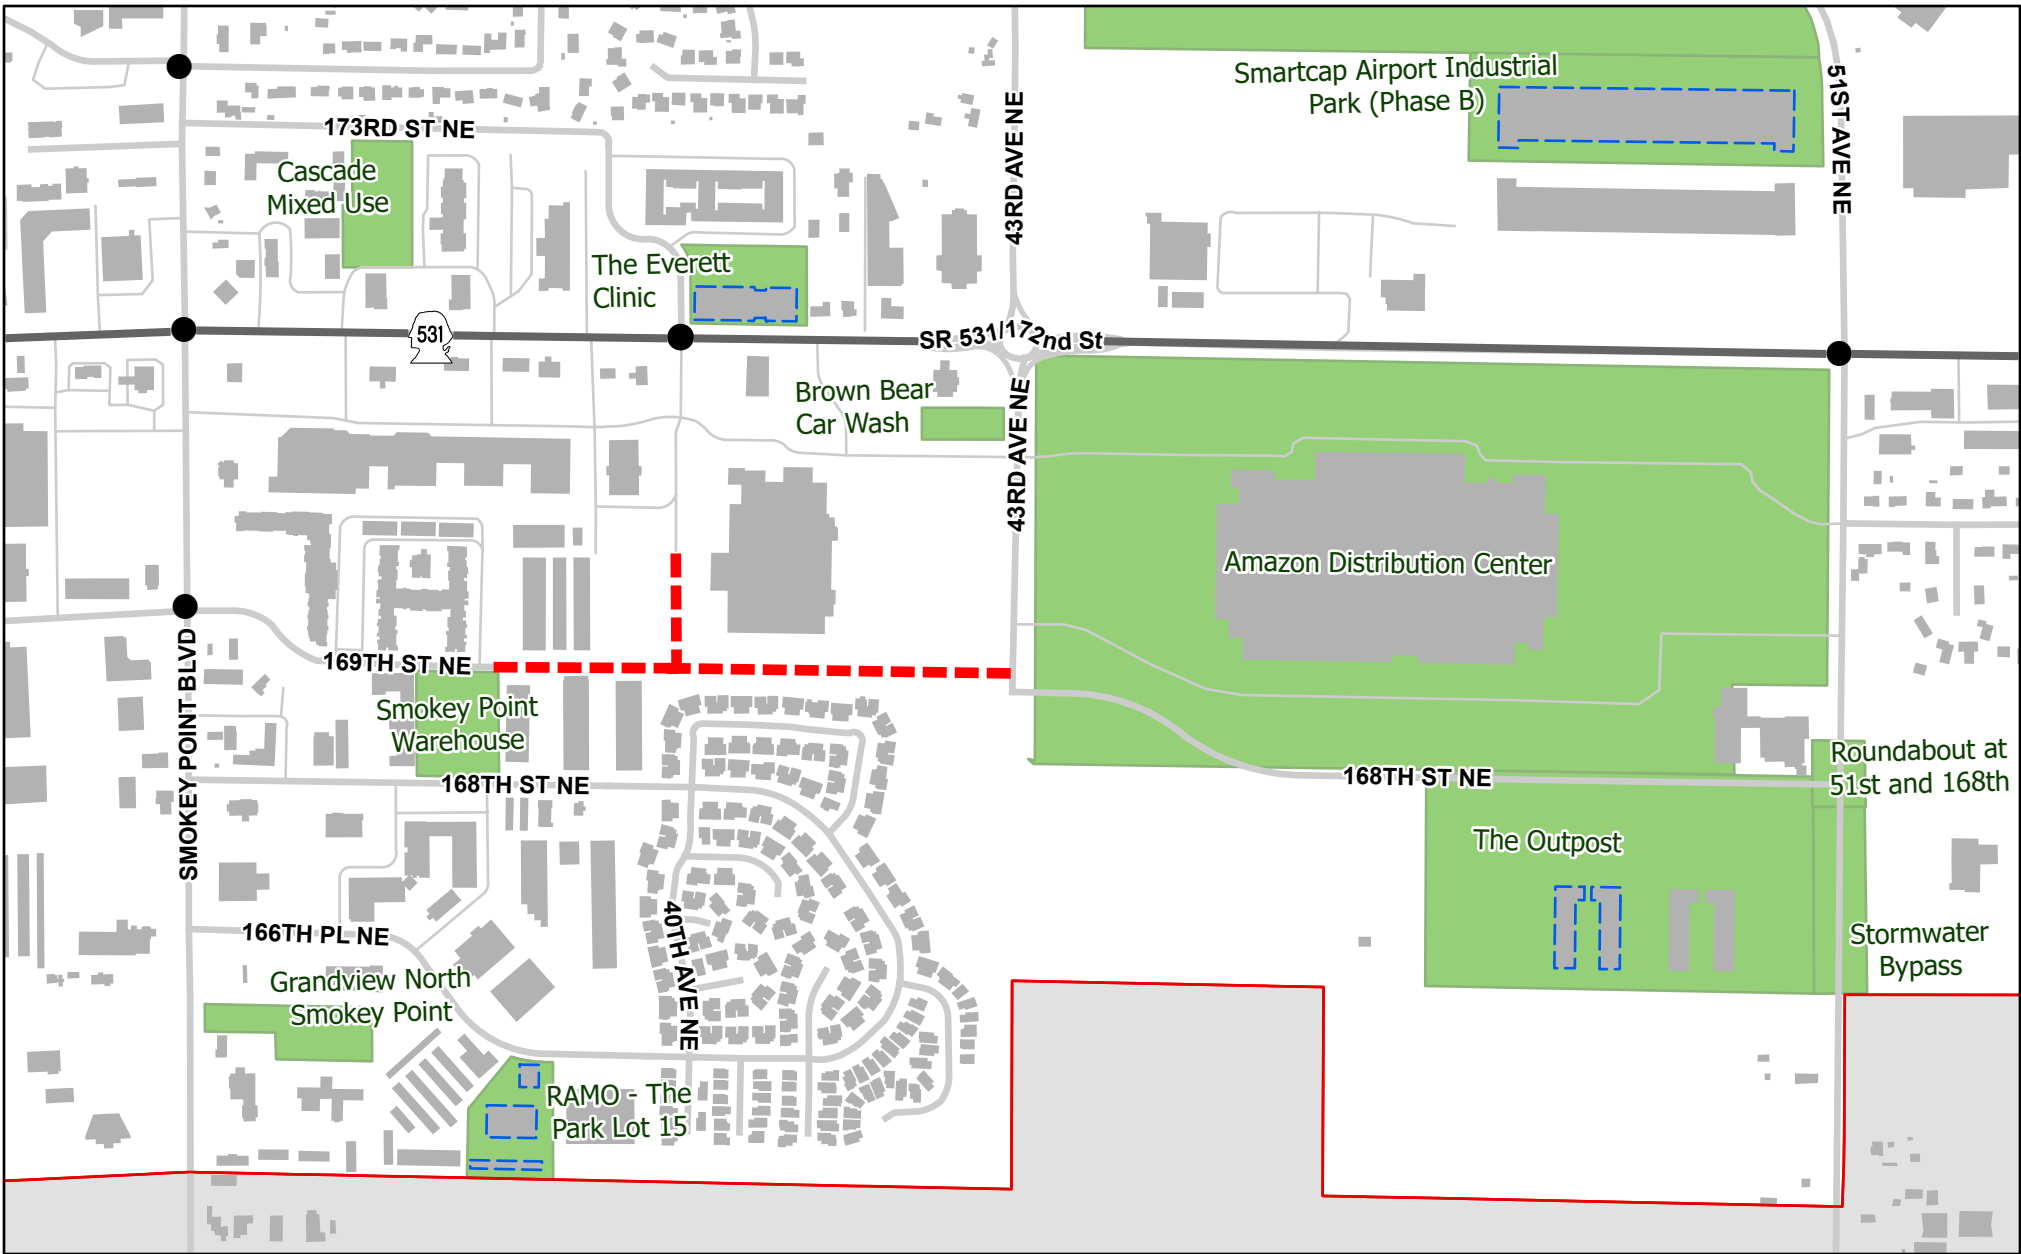 Smartcap Airport Industrial
Park (Phase B)
51ST AVE NE
43RD AVE NE
173RD ST NE
Cascade
Mixed Use
The Everett
Clinic
531
SR 531/172nd St
Brown Bear
Car Wash
43RD AVE NE
Amazon Distribution Center
169TH ST NE
SMOKEY POINT BLVD
Smokey Point
Warehouse
168TH ST NE
168TH ST NE
Roundabout at
51st and 168th
The Outpost
40TH AVE NE
166TH PL NE
Stormwater
Bypass
Grandview North
Smokey Point
RAMO - The
Park Lot 15